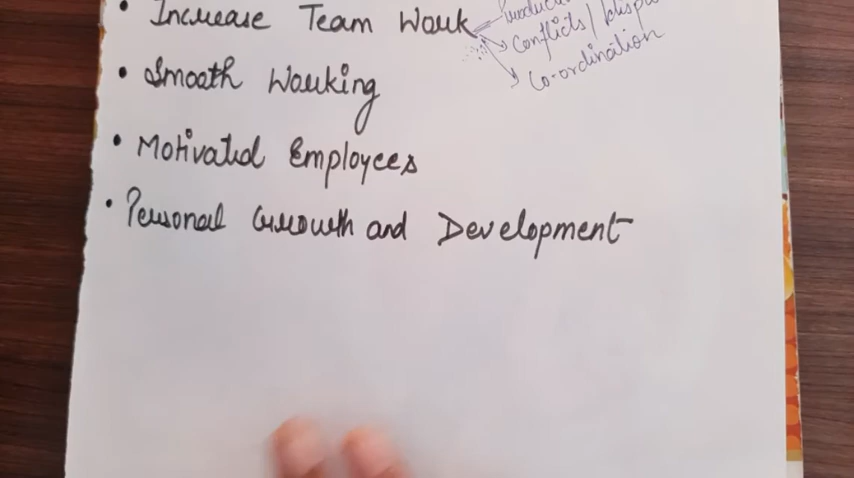 • Increase Team Work
Conflicts /
Co-ordination
• Smooth Working
• Motivated Employees
• Personal Growth and Development